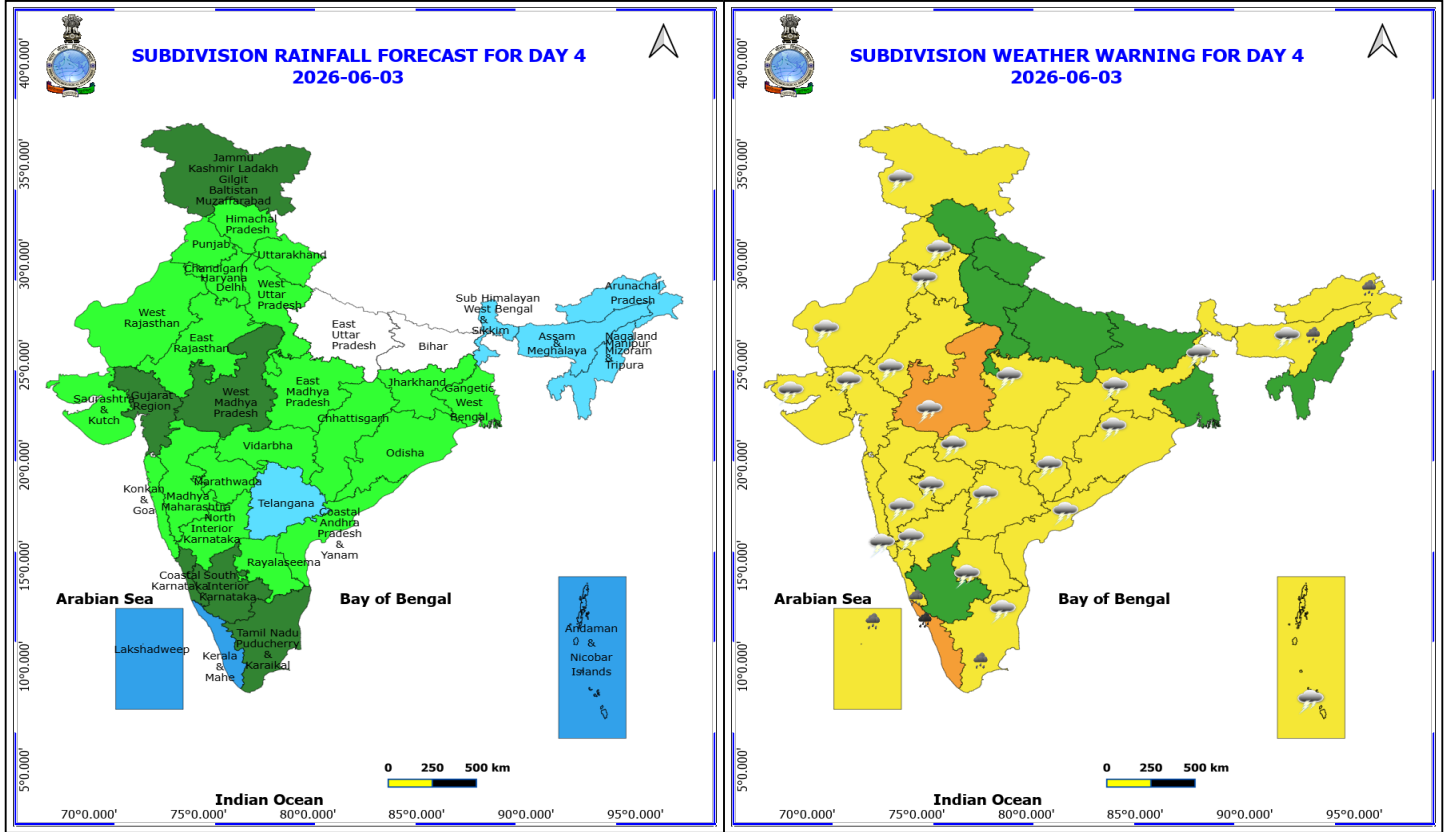 SUBDIVISION RAINFALL FORECAST FOR DAY 4
2026-06-03
40°0.000'
35°0.000'
30°0.000'
25°0.000'
20°0.000'
15°0.000'
10°0.000'
5°0.000'
Jammu
Kashmir Ladakh
Gilgit
Baltistan
Muzaffarabad
Himachal
Pradesh
Punjab
Uttarakhand
Chandigarh
Haryana
Delhi
West
Uttar
Pradesh
West
Rajasthan
East
Rajasthan
East
Uttar
Pradesh
Bihar
Sub Himalayan
West Bengal
&
Sikkim
Arunachal
Pradesh
Assam
&
Meghalaya
Nagaland
Manipur
Mizoram
&
Tripura
Saurashtra
&
Kutch
Gujarat
Region
West
Madhya
Pradesh
East
Madhya
Pradesh
Jharkhand
Gangetic
West
Bengal
Chhattisgarh
Vidarbha
Odisha
Konkan
&
Goa
Madhya
Maharashtra
Marathwada
Telangana
North
Interior
Karnataka
Coastal
Andhra
Pradesh
&
Yanam
Rayalaseema
Coastal
Karnataka
South
Interior
Karnataka
Tamil Nadu
Puducherry
&
Karaikal
Kerala
&
Mahe
Lakshadweep
Andaman
&
Nicobar
Islands
Arabian Sea
Bay of Bengal
0 250 500 km
Indian Ocean
70°0.000' 75°0.000' 80°0.000' 85°0.000' 90°0.000' 95°0.000'
SUBDIVISION WEATHER WARNING FOR DAY 4
2026-06-03
40°0.000'
35°0.000'
30°0.000'
25°0.000'
20°0.000'
15°0.000'
10°0.000'
5°0.000'
Arabian Sea
Bay of Bengal
0 250 500 km
Indian Ocean
70°0.000' 75°0.000' 80°0.000' 85°0.000' 90°0.000' 95°0.000'